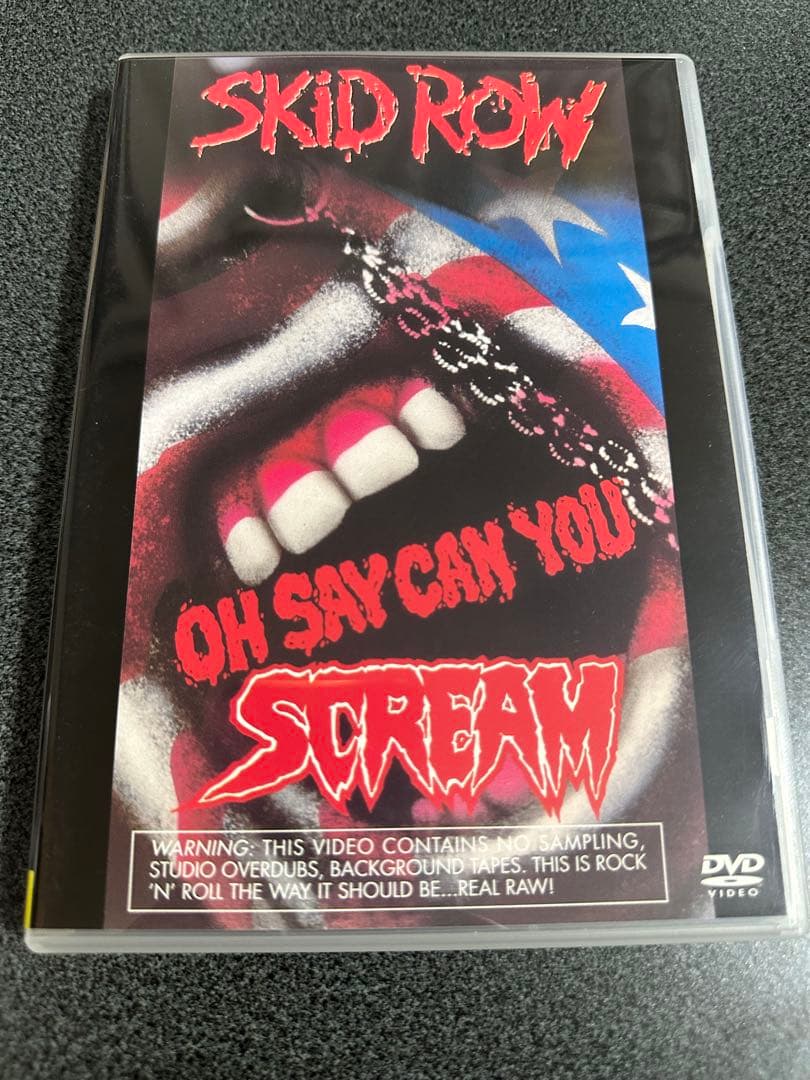 SKiD ROW
OH SAY CAN YOU
SCREAM
WARNING: THIS VIDEO CONTAINS NO SAMPLING,
STUDIO OVERDUBS, BACKGROUND TAPES. THIS IS ROCK
'N' ROLL THE WAY IT SHOULD BE...REAL RAW!
DVD
VIDEO